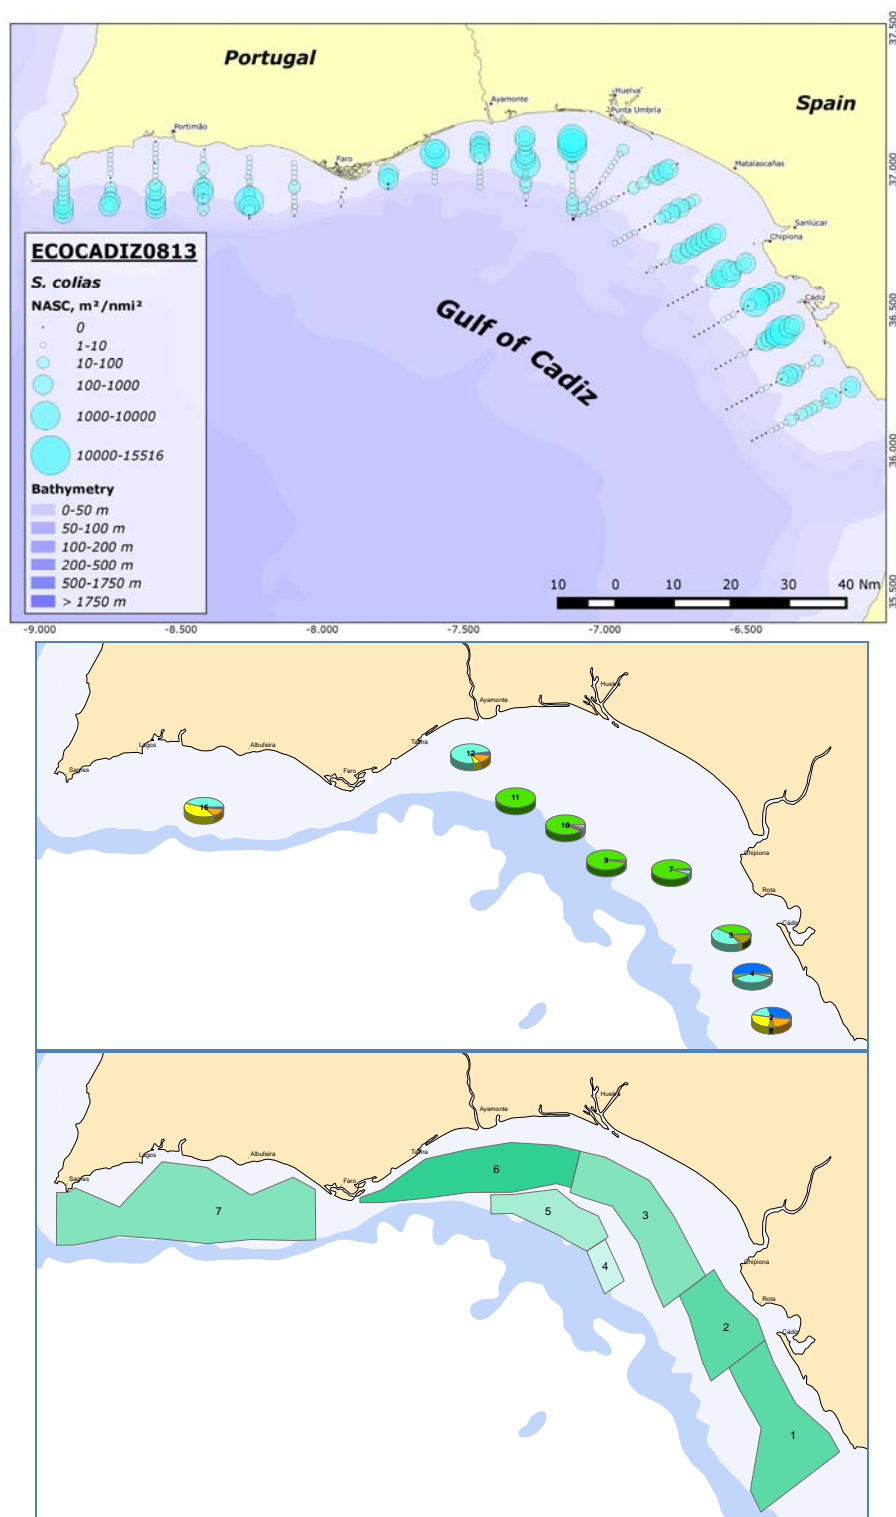 Portugal
Spain
37.500
Huelva
Ayamonte
Punta Umbría
Portimão
Faro
Matalascañas
37.000
Sanlúcar
Chipiona
Cádiz
36.500
Gulf of Cadiz
36.000
35.500
ECOCADIZ0813
S. colias
NASC, m²/nmi²
0
1-10
10-100
100-1000
1000-10000
10000-15516
Bathymetry
0-50 m
50-100 m
100-200 m
200-500 m
500-1750 m
> 1750 m
10 0 10 20 30 40 Nm
-9.000 -8.500 -8.000 -7.500 -7.000 -6.500
Huelva
Ayamonte
Lagos Albufeira Tavira
Sagres Faro
12
16
11
10
9
7
Chipiona
Rota
Cádiz
5
4
2
Huelva
Ayamonte
Lagos Albufeira Tavira
Sagres Faro
6
7
5
3
4
Chipiona
Rota
2
Cádiz
1